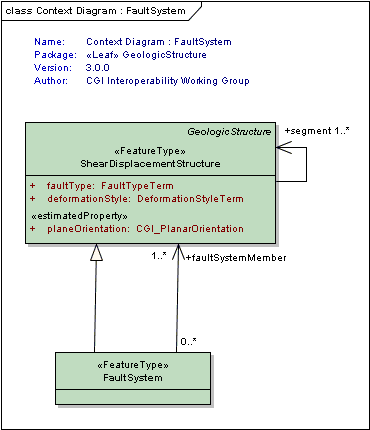 class Context Diagram : FaultSystem
Name: Context Diagram : FaultSystem
Package: «Leaf» GeologicStructure
Version: 3.0.0
Author: CGI Interoperability Working Group
GeologicStructure
«FeatureType»
ShearDisplacementStructure
+ faultType: FaultTypeTerm
+ deformationStyle: DeformationStyleTerm
«estimatedProperty»
+ planeOrientation: CGI_PlanarOrientation
+segment 1..*
1..*
+faultSystemMember
0..*
«FeatureType»
FaultSystem